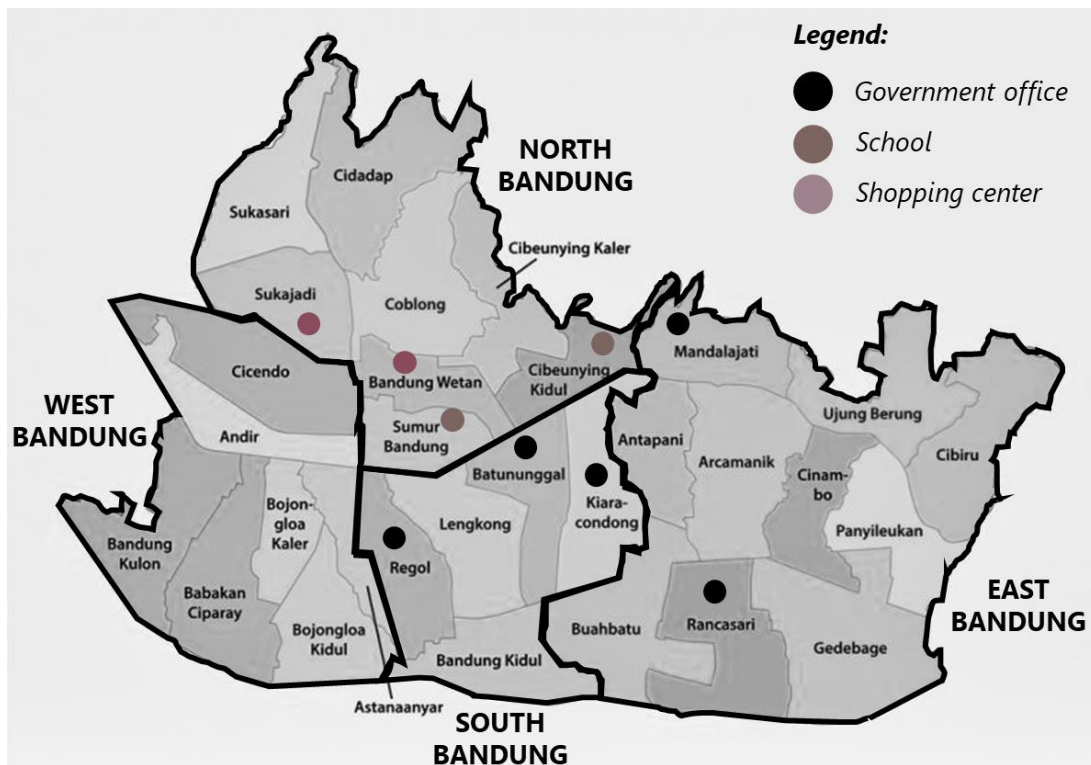 Legend:
Government office
School
Shopping center
NORTH
BANDUNG
Cidadap
Sukasari
Cibeunying Kaler
Sukajadi
Coblong
Mandalajati
Cicendo
Bandung Wetan
Cibeunying
Kidul
WEST
BANDUNG
Andir
Sumur
Bandung
Ujung Berung
Antapani
Batununggal
Arcamanik
Cinam-
bo
Cibiru
Bojon-
gloa
Kaler
Lengkong
Kiara-
condong
Panyileukan
Bandung
Kulon
Regol
Babakan
Ciparay
EAST
BANDUNG
Bojongloa
Kidul
Buahbatu
Rancasari
Gedebage
Bandung Kidul
Astanaanyar
SOUTH
BANDUNG